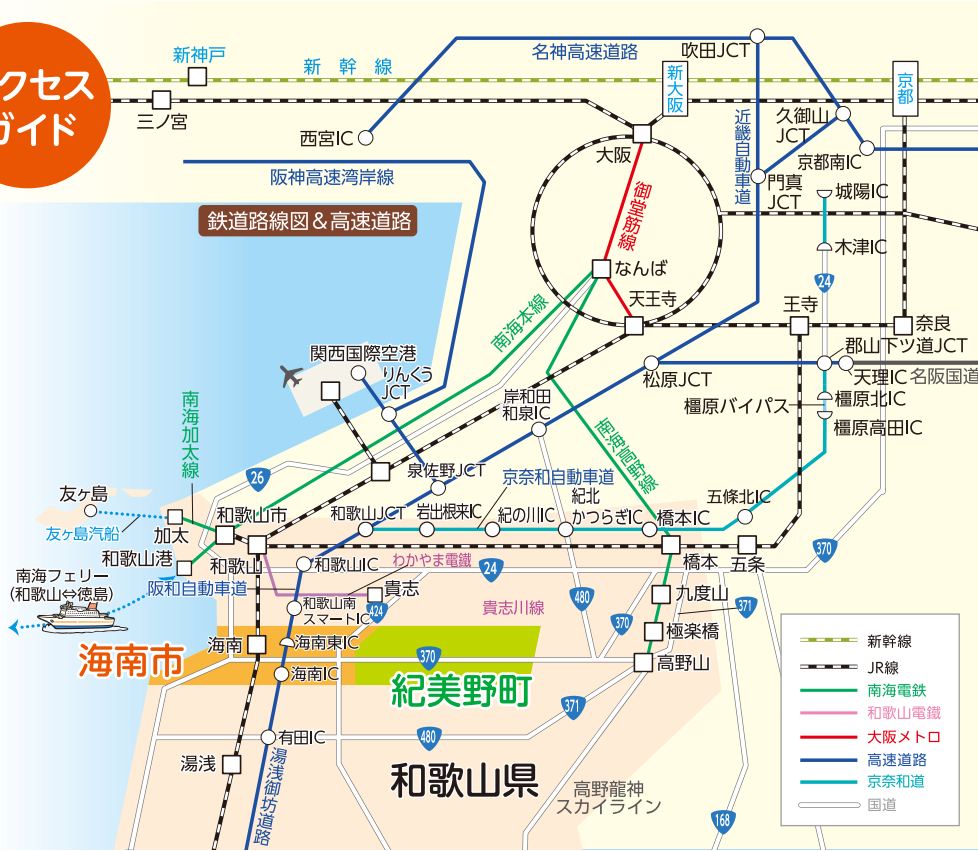 クセス
ガイド
新神戸
新幹線
三ノ宮
名神高速道路
吹田JCT
新大阪
京都
西宮IC
大阪
近畿自動車道
久御山
JCT
京都南IC
阪神高速湾岸線
門真
JCT
城陽IC
鉄道路線図＆高速道路
御堂筋線
木津IC
なんば
24
天王寺
王寺
奈良
南海本線
関西国際空港
りんくう
JCT
郡山下ツ道JCT
松原JCT
天理IC
名阪国道
岸和田
和泉IC
橿原バイパス
橿原北IC
橿原高田IC
南海加太線
南海高野線
26
泉佐野JCT
京奈和自動車道
友ヶ島
友ヶ島汽船
加太
和歌山市
和歌山JCT
岩出根来IC
紀の川IC
紀北
かつらぎIC
橋本IC
五條北IC
和歌山港
和歌山
和歌山IC
わかやま電鐵
24
橋本
五条
370
南海フェリー
(和歌山⇔徳島)
阪和自動車道
貴志
424
和歌山南
スマートIC
貴志川線
480
九度山
371
370
極楽橋
海南
海南東IC
海南市
370
高野山
海南IC
紀美野町
371
有田IC
480
湯浅
湯浅御坊道路
和歌山県
高野龍神
スカイライン
168
新幹線
JR線
南海電鉄
和歌山電鐵
大阪メトロ
高速道路
京奈和道
国道